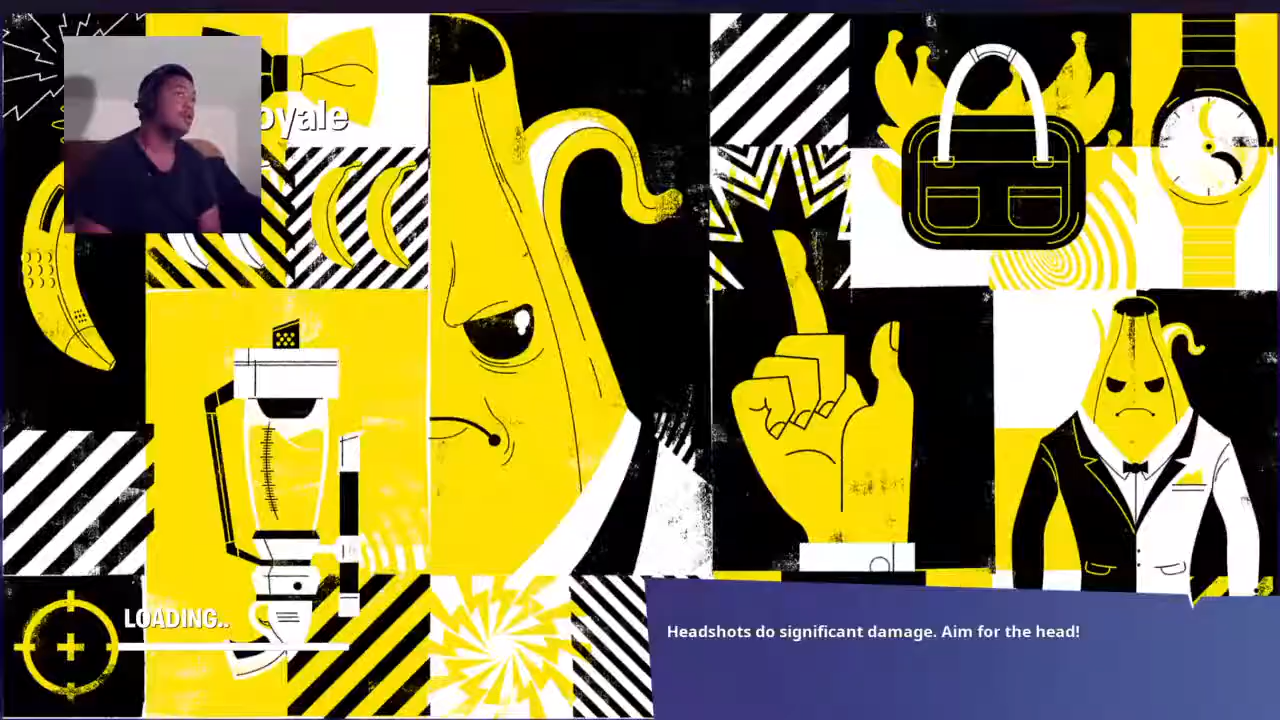 oyale
LOADING..
Headshots do significant damage. Aim for the head!